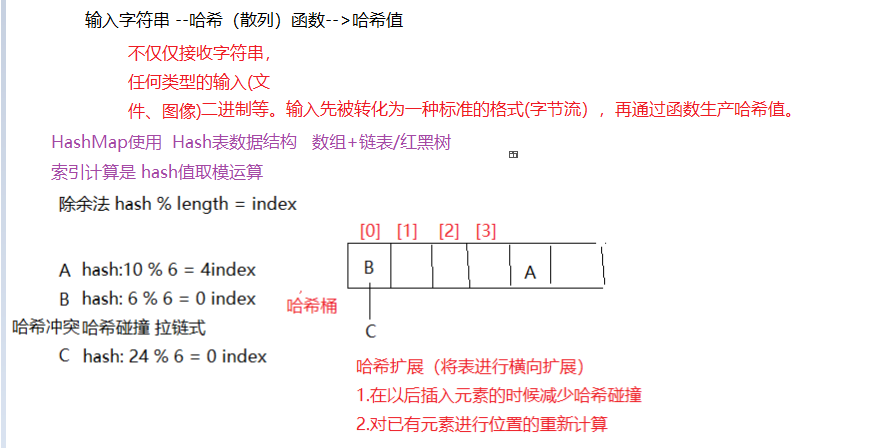 输入字符串 --哈希（散列）函数-->哈希值
不仅仅接收字符串，
任何类型的输入(文
件、图像)二进制等。输入先被转化为一种标准的格式(字节流），再通过函数生产哈希值。
HashMap使用 Hash表数据结构 数组+链表/红黑树
索引计算是 hash值取模运算
除余法 hash % length = index
[0] [1] [2] [3]
B A
A hash:10 % 6 = 4index
B hash: 6 % 6 = 0 index
哈希桶
哈希冲突 哈希碰撞 拉链式
C
C hash: 24 % 6 = 0 index
哈希扩展（将表进行横向扩展）
1.在以后插入元素的时候减少哈希碰撞
2.对已有元素进行位置的重新计算